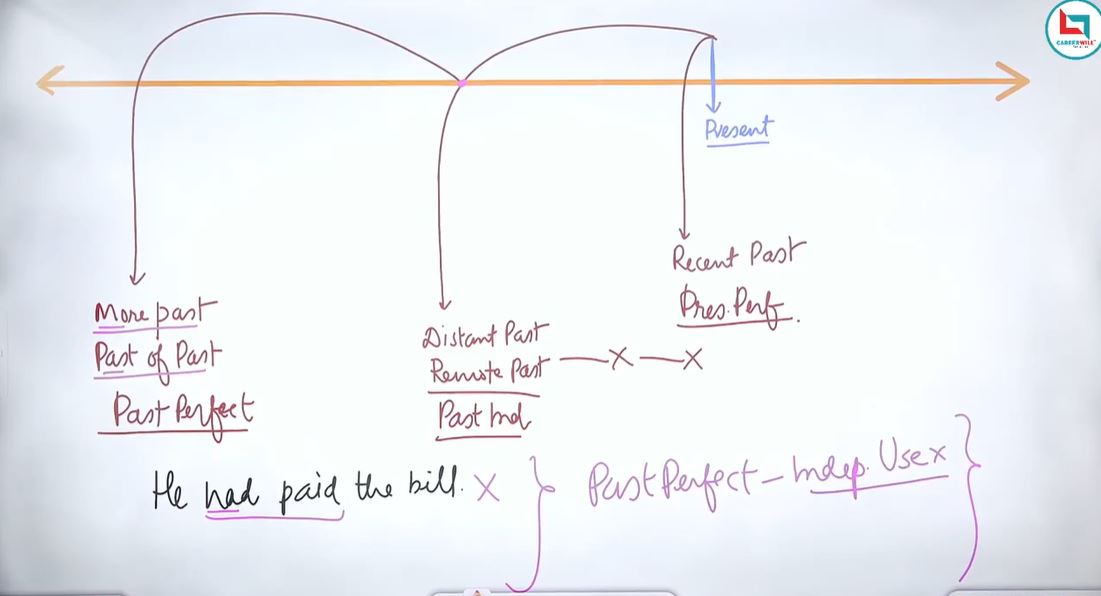 CAREERWILL
Present
Recent Past
Pres. Perf.
More past
Past of Past
Past Perfect
Distant Past
Remote Past —x—x
Past Ind
He had paid the bill. x } Past Perfect – Indep. Use x }